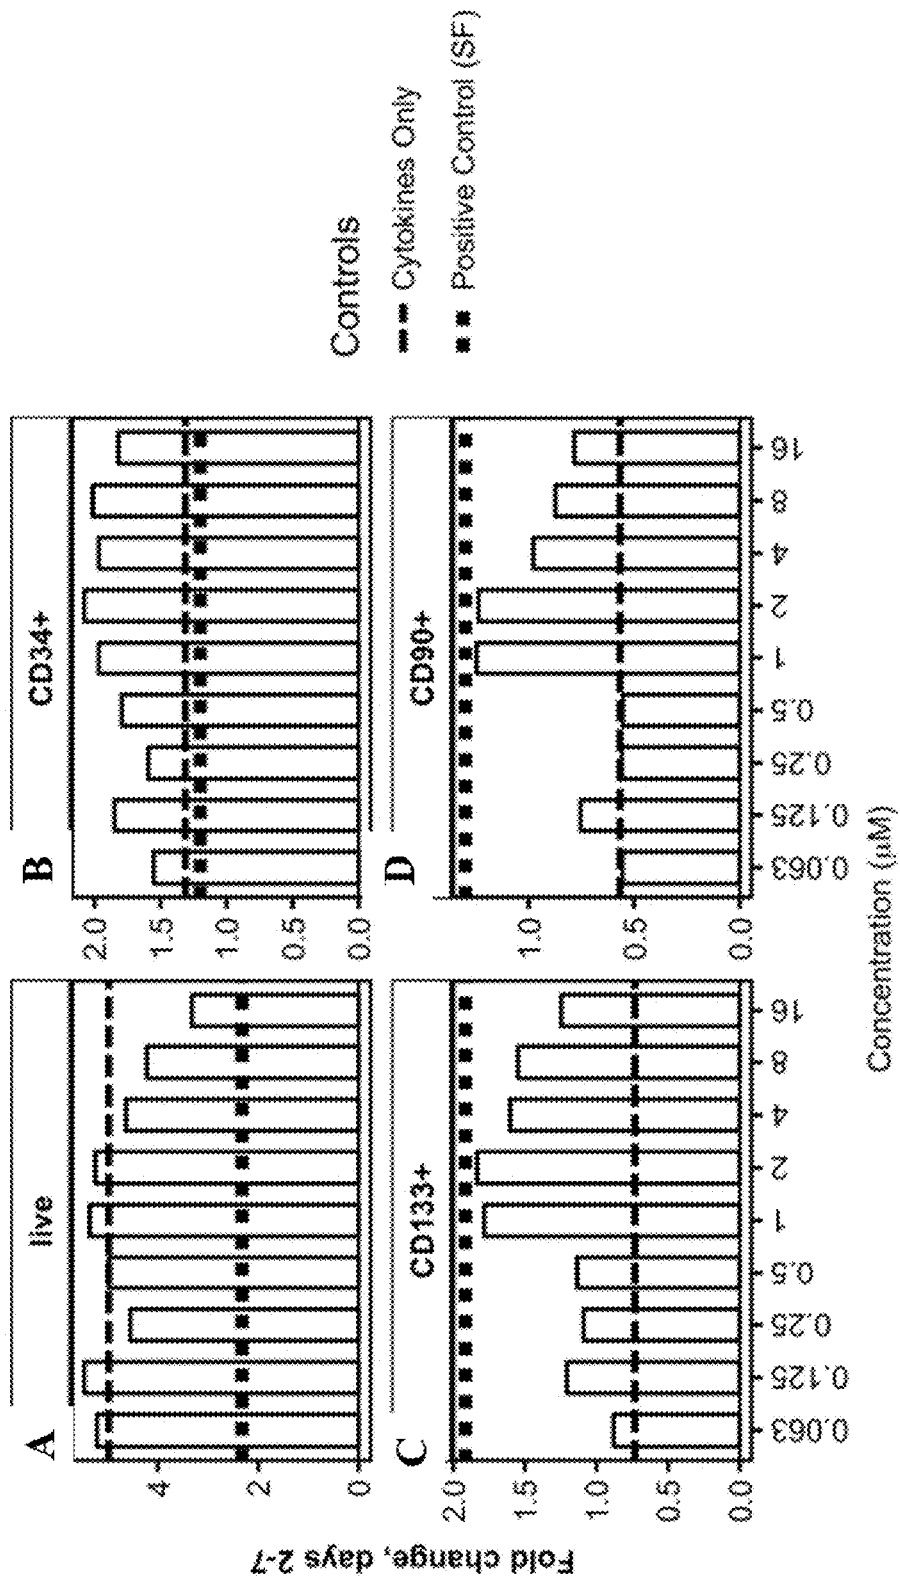 A
live
B
CD34+
4
2
0
2.0
1.5
1.0
0.5
0.0
C
CD133+
D
CD90+
2.0
1.5
1.0
0.5
0.0
1.0
0.5
0.0
0.063
0.125
0.25
0.5
1
2
4
8
16
0.063
0.125
0.25
0.5
1
2
4
8
16
Fold change, days 2-7
Concentration (µM)
Controls
Cytokines Only
Positive Control (SF)